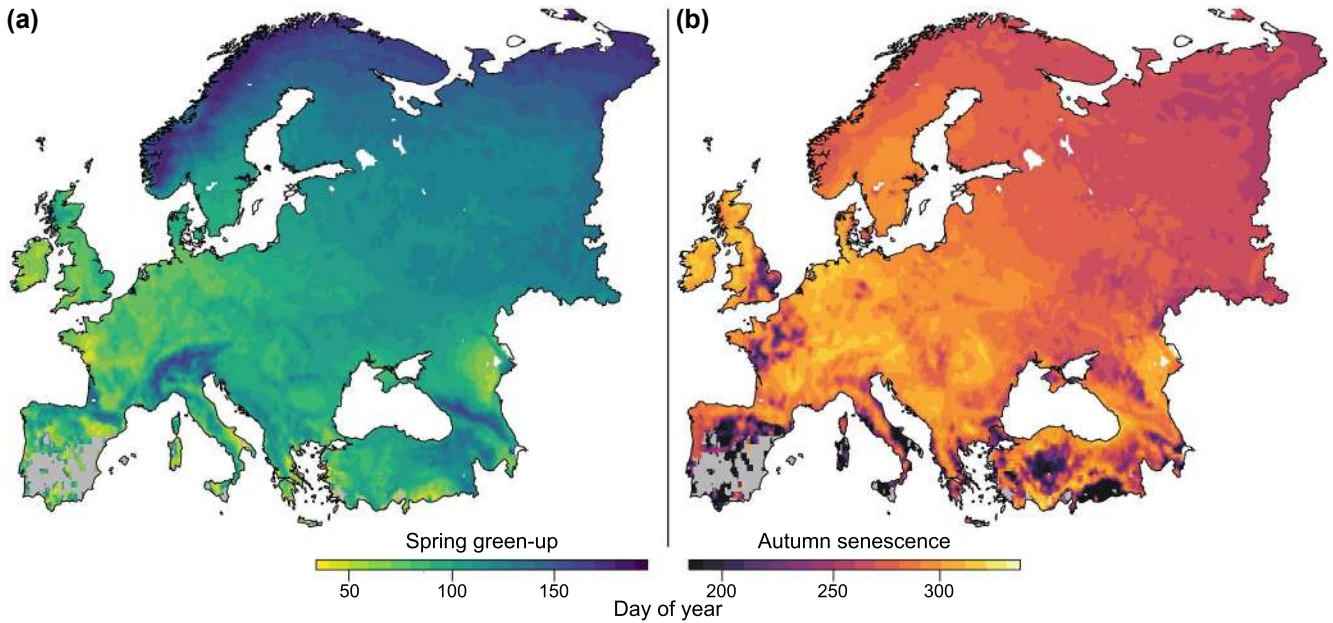 (a)
(b)
Spring green-up
Autumn senescence
50 100 150
200 250 300
Day of year